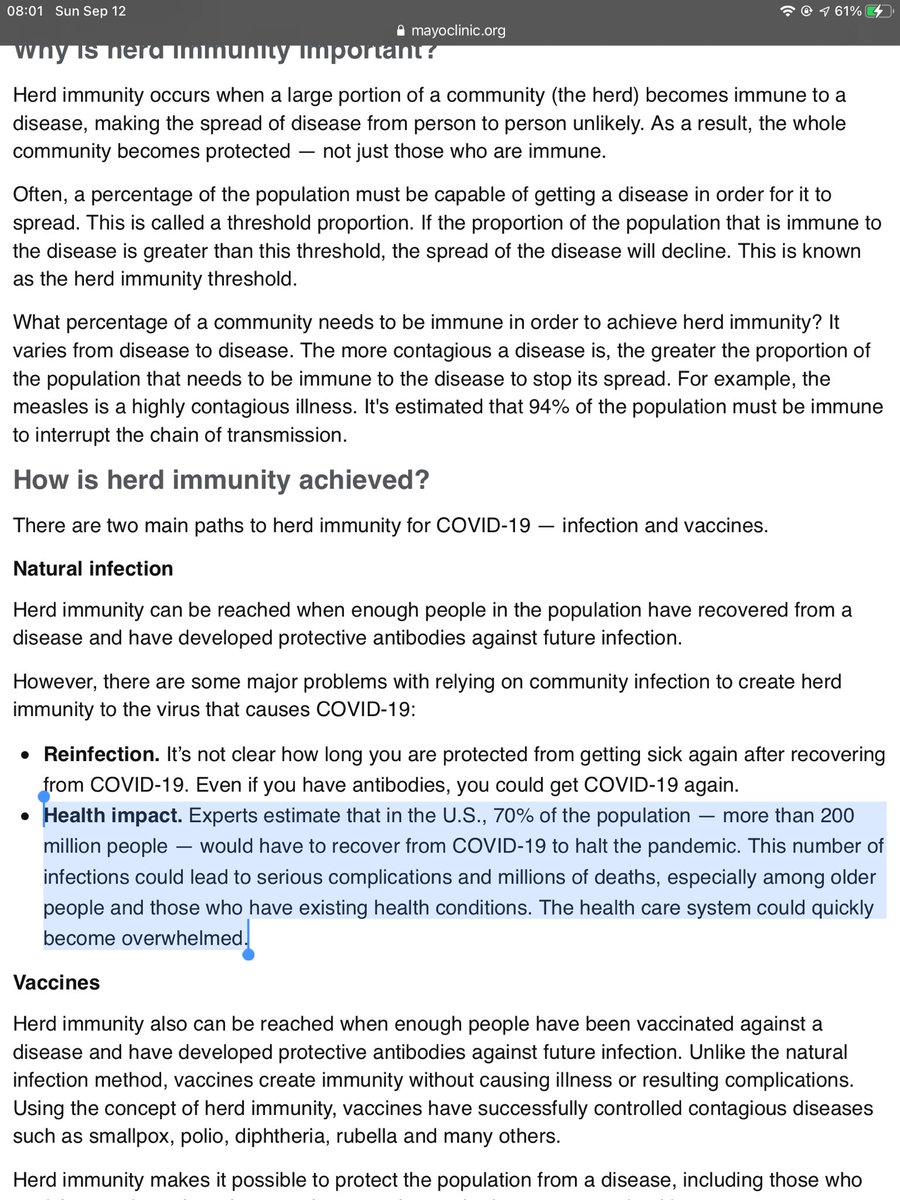 08:01 Sun Sep 12 61%
mayoclinic.org
Why is herd immunity important?
Herd immunity occurs when a large portion of a community (the herd) becomes immune to a
disease, making the spread of disease from person to person unlikely. As a result, the whole
community becomes protected — not just those who are immune.
Often, a percentage of the population must be capable of getting a disease in order for it to
spread. This is called a threshold proportion. If the proportion of the population that is immune to
the disease is greater than this threshold, the spread of the disease will decline. This is known
as the herd immunity threshold.
What percentage of a community needs to be immune in order to achieve herd immunity? It
varies from disease to disease. The more contagious a disease is, the greater the proportion of
the population that needs to be immune to the disease to stop its spread. For example, the
measles is a highly contagious illness. It's estimated that 94% of the population must be immune
to interrupt the chain of transmission.
How is herd immunity achieved?
There are two main paths to herd immunity for COVID-19 — infection and vaccines.
Natural infection
Herd immunity can be reached when enough people in the population have recovered from a
disease and have developed protective antibodies against future infection.
However, there are some major problems with relying on community infection to create herd
immunity to the virus that causes COVID-19:
• Reinfection. It's not clear how long you are protected from getting sick again after recovering
from COVID-19. Even if you have antibodies, you could get COVID-19 again.
• Health impact. Experts estimate that in the U.S., 70% of the population — more than 200
million people — would have to recover from COVID-19 to halt the pandemic. This number of
infections could lead to serious complications and millions of deaths, especially among older
people and those who have existing health conditions. The health care system could quickly
become overwhelmed.
Vaccines
Herd immunity also can be reached when enough people have been vaccinated against a
disease and have developed protective antibodies against future infection. Unlike the natural
infection method, vaccines create immunity without causing illness or resulting complications.
Using the concept of herd immunity, vaccines have successfully controlled contagious diseases
such as smallpox, polio, diphtheria, rubella and many others.
Herd immunity makes it possible to protect the population from a disease, including those who